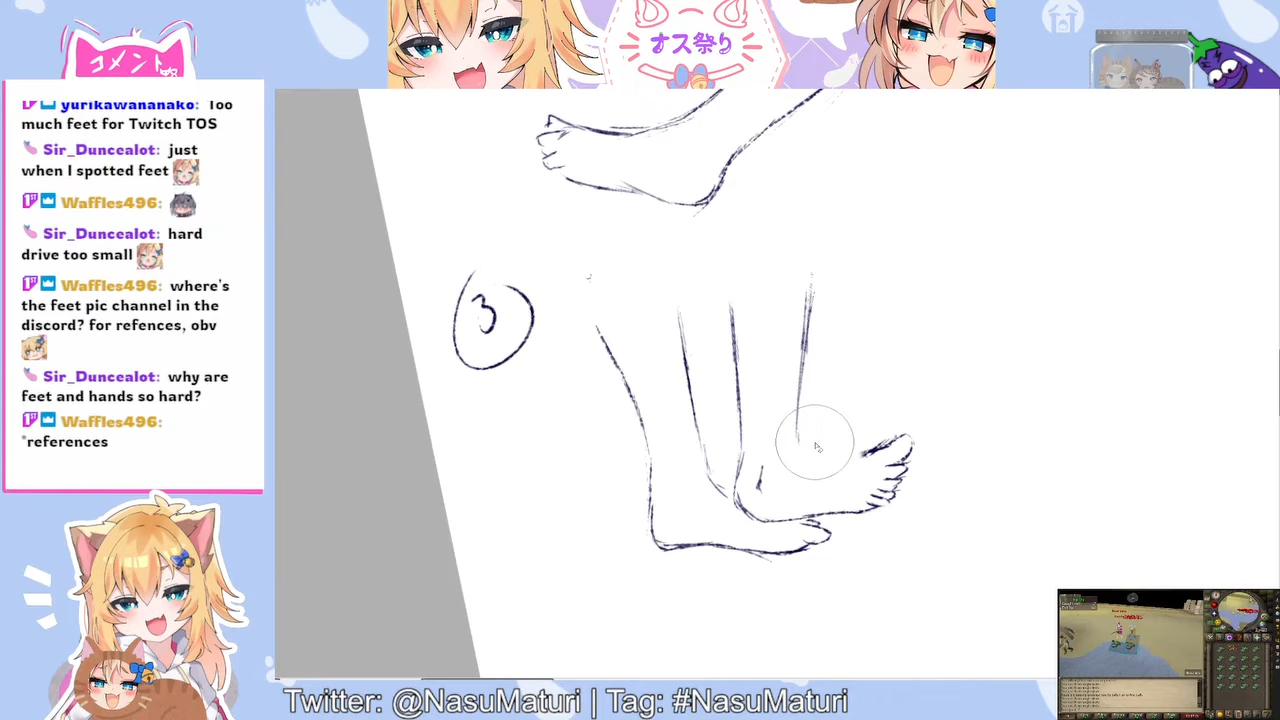 コメント
オス祭り
yurikawananako: Too
much feet for Twitch TOS
Sir_Duncealot: just
when I spotted feet
Waffles496:
Sir_Duncealot: hard
drive too small
Waffles496: where's
the feet pic channel in the
discord? for refences, obv
Sir_Duncealot: why are
feet and hands so hard?
Waffles496:
*references
3
Twitter: @NasuMaturi | Tag: #NasuMaturi